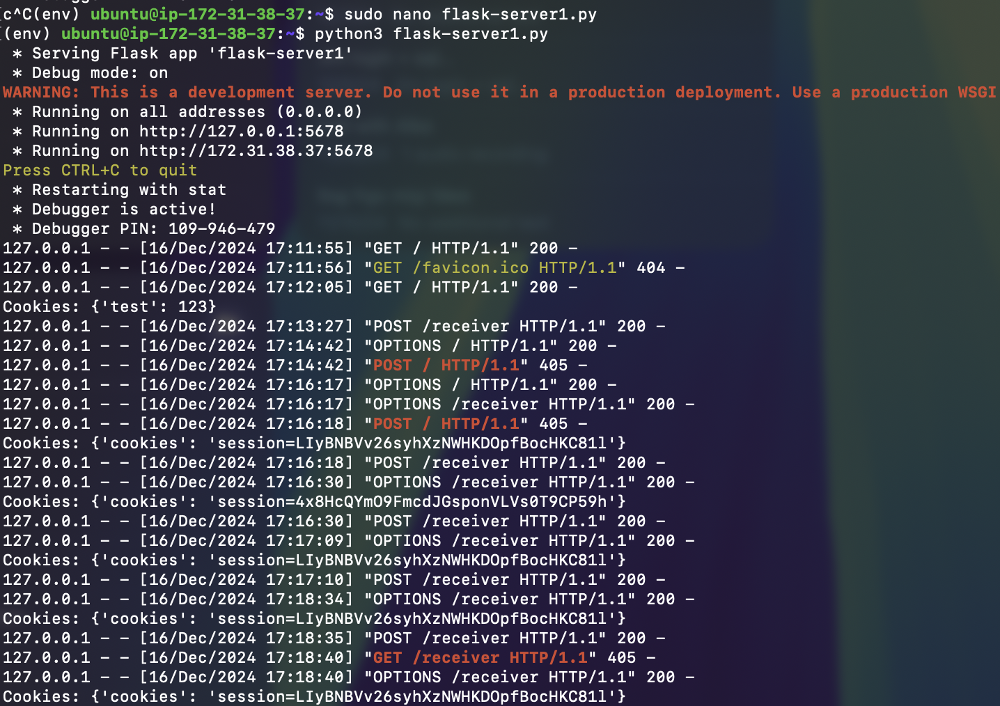 c^C(env) ubuntu@ip-172-31-38-37:~$ sudo nano flask-server1.py
(env) ubuntu@ip-172-31-38-37:~$ python3 flask-server1.py
 * Serving Flask app 'flask-server1'
 * Debug mode: on
WARNING: This is a development server. Do not use it in a production deployment. Use a production WSGI
 * Running on all addresses (0.0.0.0)
 * Running on http://127.0.0.1:5678
 * Running on http://172.31.38.37:5678
Press CTRL+C to quit
 * Restarting with stat
 * Debugger is active!
 * Debugger PIN: 109-946-479
127.0.0.1 - - [16/Dec/2024 17:11:55] "GET / HTTP/1.1" 200 -
127.0.0.1 - - [16/Dec/2024 17:11:56] "GET /favicon.ico HTTP/1.1" 404 -
127.0.0.1 - - [16/Dec/2024 17:12:05] "GET / HTTP/1.1" 200 -
Cookies: {'test': 123}
127.0.0.1 - - [16/Dec/2024 17:13:27] "POST /receiver HTTP/1.1" 200 -
127.0.0.1 - - [16/Dec/2024 17:14:42] "OPTIONS / HTTP/1.1" 200 -
127.0.0.1 - - [16/Dec/2024 17:14:42] "POST / HTTP/1.1" 405 -
127.0.0.1 - - [16/Dec/2024 17:16:17] "OPTIONS / HTTP/1.1" 200 -
127.0.0.1 - - [16/Dec/2024 17:16:17] "OPTIONS /receiver HTTP/1.1" 200 -
127.0.0.1 - - [16/Dec/2024 17:16:18] "POST / HTTP/1.1" 405 -
Cookies: {'cookies': 'session=LIyBNBVv26syhXzNWHKDOpfBocHKC81l'}
127.0.0.1 - - [16/Dec/2024 17:16:18] "POST /receiver HTTP/1.1" 200 -
127.0.0.1 - - [16/Dec/2024 17:16:30] "OPTIONS /receiver HTTP/1.1" 200 -
Cookies: {'cookies': 'session=4x8HcQYmO9FmcdJGsponVLVs0T9CP59h'}
127.0.0.1 - - [16/Dec/2024 17:16:30] "POST /receiver HTTP/1.1" 200 -
127.0.0.1 - - [16/Dec/2024 17:17:09] "OPTIONS /receiver HTTP/1.1" 200 -
Cookies: {'cookies': 'session=LIyBNBVv26syhXzNWHKDOpfBocHKC81l'}
127.0.0.1 - - [16/Dec/2024 17:17:10] "POST /receiver HTTP/1.1" 200 -
127.0.0.1 - - [16/Dec/2024 17:18:34] "OPTIONS /receiver HTTP/1.1" 200 -
Cookies: {'cookies': 'session=LIyBNBVv26syhXzNWHKDOpfBocHKC81l'}
127.0.0.1 - - [16/Dec/2024 17:18:35] "POST /receiver HTTP/1.1" 200 -
127.0.0.1 - - [16/Dec/2024 17:18:40] "GET /receiver HTTP/1.1" 405 -
127.0.0.1 - - [16/Dec/2024 17:18:40] "OPTIONS /receiver HTTP/1.1" 200 -
Cookies: {'cookies': 'session=LIyBNBVv26syhXzNWHKDOpfBocHKC81l'}